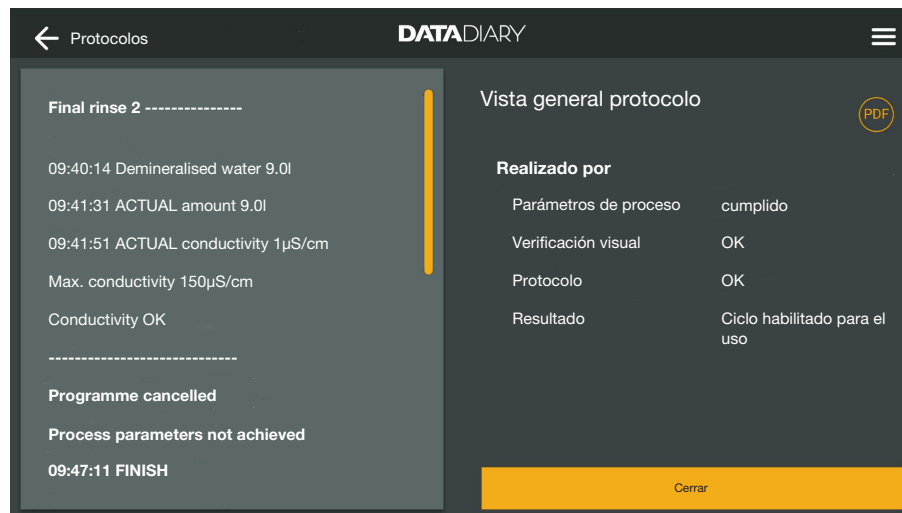 Protocolos
DATADIARY
Final rinse 2 ---------------
09:40:14 Demineralised water 9.0l
09:41:31 ACTUAL amount 9.0l
09:41:51 ACTUAL conductivity 1µS/cm
Max. conductivity 150µS/cm
Conductivity OK
-----------------------------
Programme cancelled
Process parameters not achieved
09:47:11 FINISH
Vista general protocolo
PDF
Realizado por
Parámetros de proceso cumplido
Verificación visual OK
Protocolo OK
Resultado Ciclo habilitado para el
uso
Cerrar